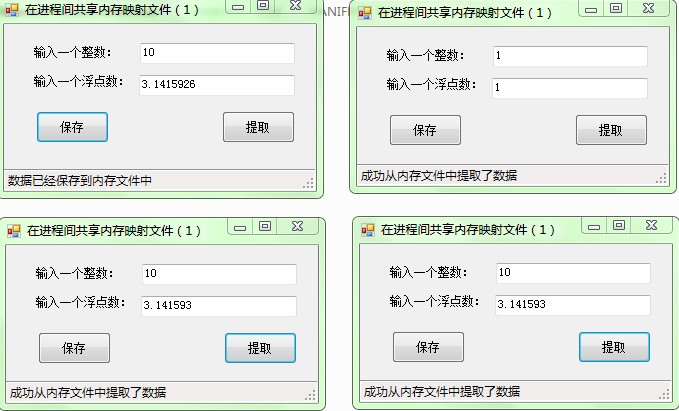 在进程间共享内存映射文件（1）
输入一个整数： 10
输入一个浮点数： 3.1415926
保存 提取
数据已经保存到内存文件中
ANIF
在进程间共享内存映射文件（1）
输入一个整数： 1
输入一个浮点数： 1
保存 提取
成功从内存文件中提取了数据
在进程间共享内存映射文件（1）
输入一个整数： 10
输入一个浮点数： 3.141593
保存 提取
成功从内存文件中提取了数据
在进程间共享内存映射文件（1）
输入一个整数： 10
输入一个浮点数： 3.141593
保存 提取
成功从内存文件中提取了数据